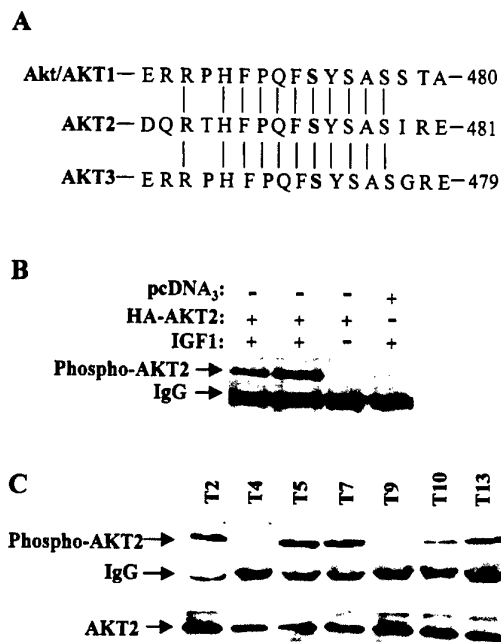 A
Akt/AKT1— E R R P H F P Q F S Y S A S S T A—480
AKT2— D Q R T H F P Q F S Y S A S I R E—481
AKT3— E R R P H F P Q F S Y S A S G R E—479
B
pcDNA3: - - - +
HA-AKT2: + + + -
IGF1: + + - +
Phospho-AKT2
IgG
C
T2 T4 T5 T7 T9 T10 T13
Phospho-AKT2
IgG
AKT2